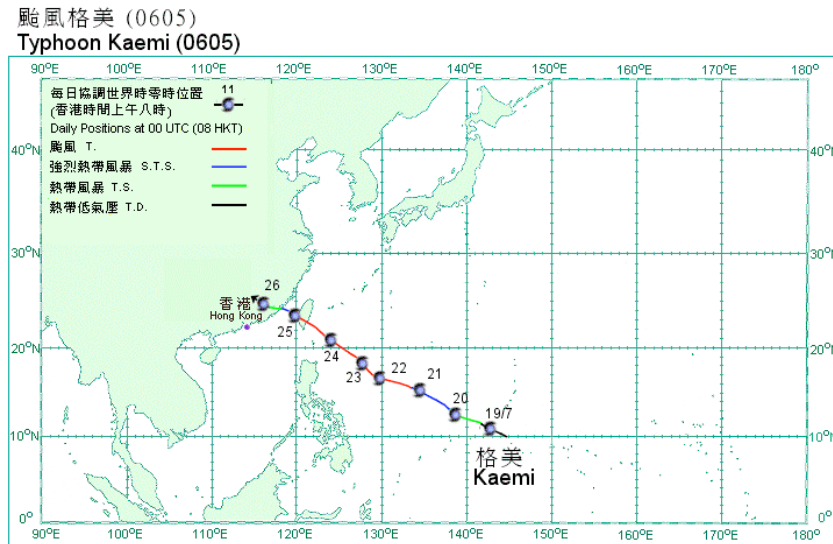 颱風格美 (0605)
Typhoon Kaemi (0605)
90°E 100°E 110°E 120°E 130°E 140°E 150°E 160°E 170°E 180°
每日協調世界時零時位置 11
(香港時間上午八時)
Daily Positions at 00 UTC (08 HKT)
颱風 T.
強烈熱帶風暴 S.T.S.
熱帶風暴 T.S.
熱帶低氣壓 T.D.
40°N 40°N
30°N 30°N
26
香港
Hong Kong
25
24
20°N 20°N
23 22 21
20 19/7
10°N 10°N
格美
Kaemi
0° 0°
90°E 100°E 110°E 120°E 130°E 140°E 150°E 160°E 170°E 180°